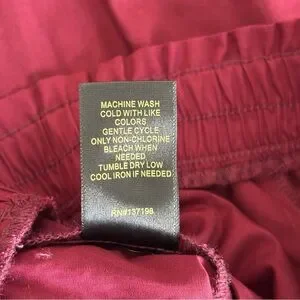 MACHINE WASH
COLD WITH LIKE
COLORS
GENTLE CYCLE
ONLY NON-CHLORINE
BLEACH WHEN
NEEDED
TUMBLE DRY LOW
COOL IRON IF NEEDED
RN#137198